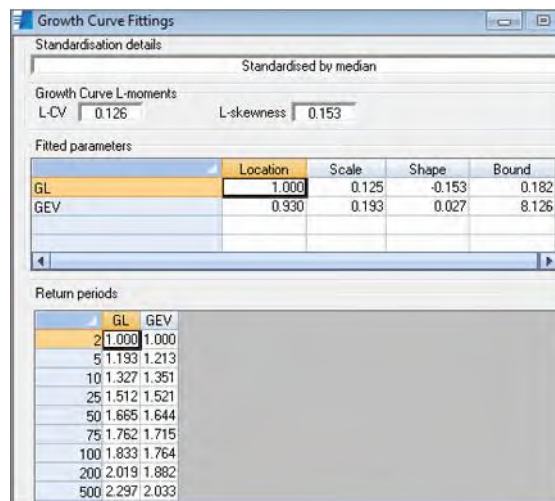 Growth Curve Fittings
Standardisation details
Standardised by median
Growth Curve L-moments
L-CV 0.126 L-skewness 0.153
Fitted parameters
Location Scale Shape Bound
GL 1.000 0.125 -0.153 0.182
GEV 0.930 0.193 0.027 8.126
Return periods
GL GEV
2 1.000 1.000
5 1.193 1.213
10 1.327 1.351
25 1.512 1.521
50 1.665 1.644
75 1.762 1.715
100 1.833 1.764
200 2.019 1.882
500 2.297 2.033